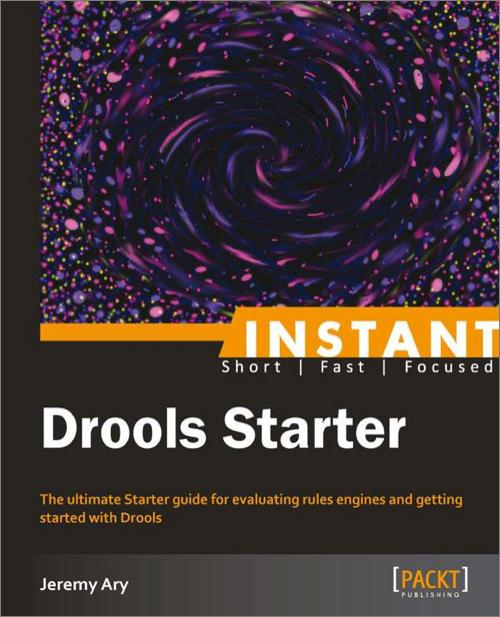 INSTANT
Short | Fast | Focused
Drools Starter
The ultimate Starter guide for evaluating rules engines and getting
started with Drools
Jeremy Ary
[PACKT]
PUBLISHING